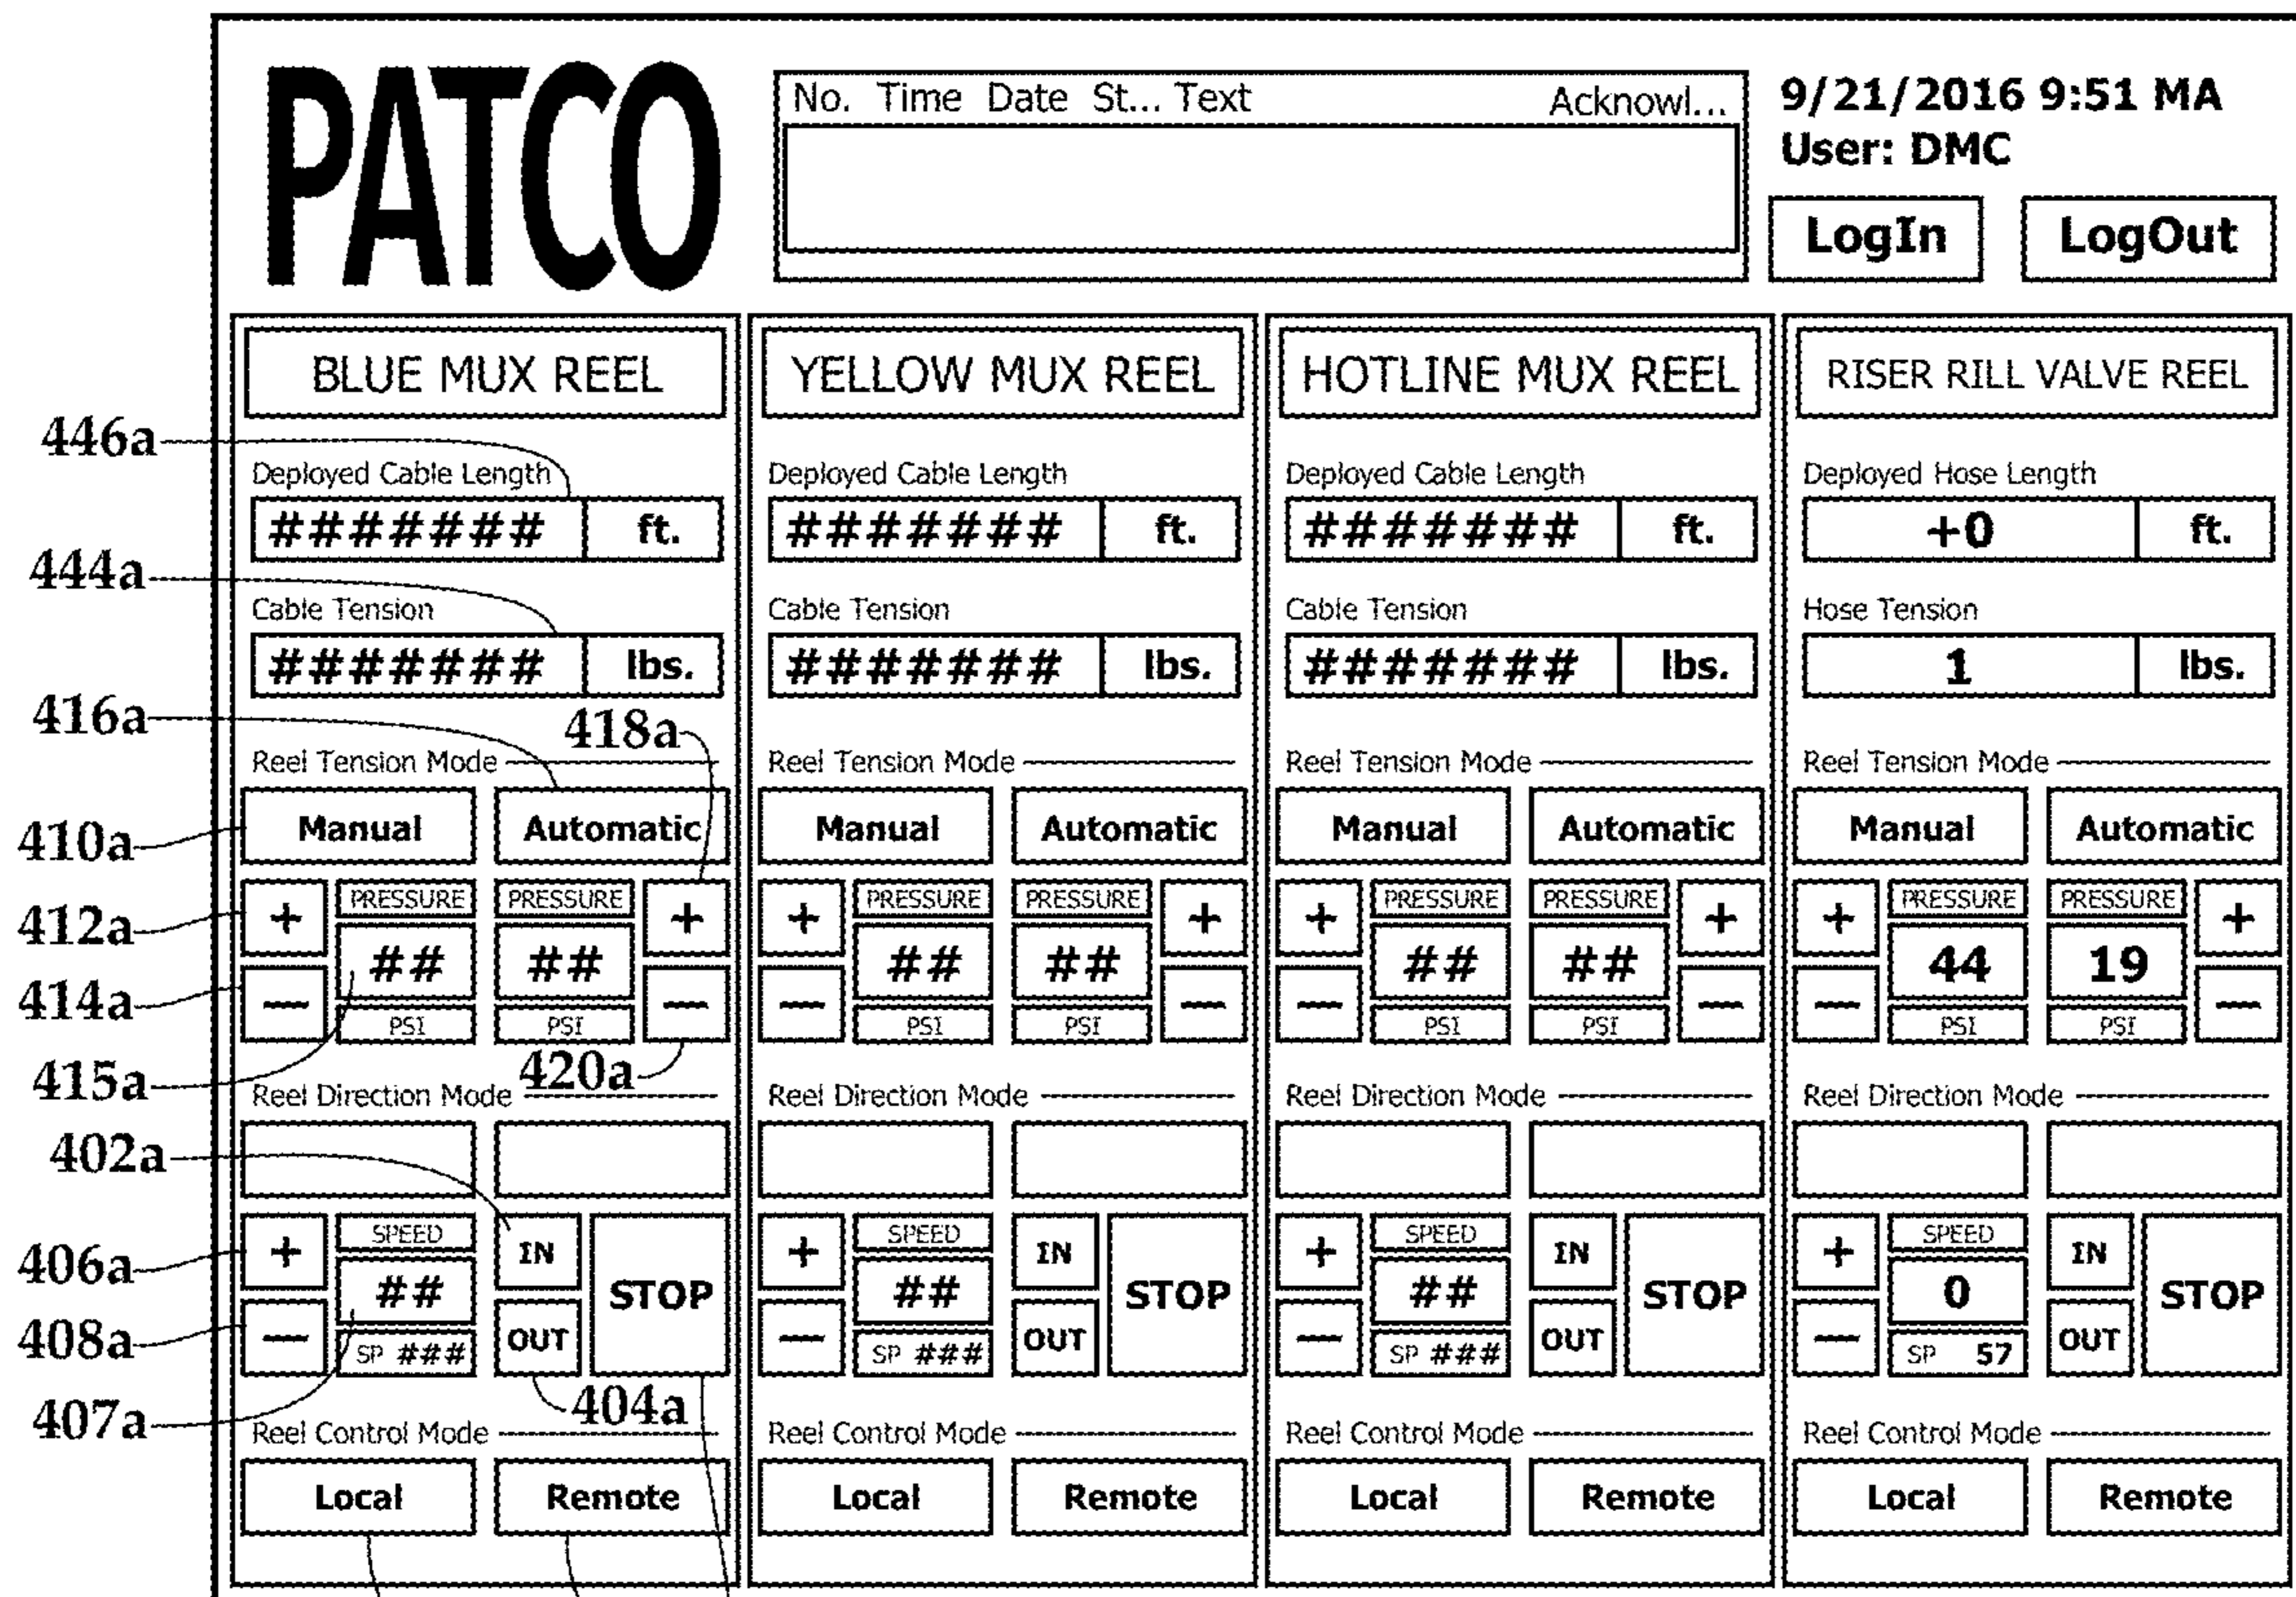 PATCO
No. Time Date St... Text Acknowl...
9/21/2016 9:51 MA
User: DMC
LogIn LogOut
BLUE MUX REEL YELLOW MUX REEL HOTLINE MUX REEL RISER RILL VALVE REEL
446a
Deployed Cable Length Deployed Cable Length Deployed Cable Length Deployed Hose Length
####### ft. ####### ft. ####### ft. +0 ft.
444a
Cable Tension Cable Tension Cable Tension Hose Tension
####### lbs. ####### lbs. ####### lbs. 1 lbs.
416a 418a
Reel Tension Mode Reel Tension Mode Reel Tension Mode Reel Tension Mode
410a Manual Automatic Manual Automatic Manual Automatic Manual Automatic
412a + PRESSURE PRESSURE + + PRESSURE PRESSURE + + PRESSURE PRESSURE + + PRESSURE PRESSURE +
## ## ## ## ## ## 44 19
414a — PSI PSI — — PSI PSI — — PSI PSI — — PSI PSI —
415a 420a
Reel Direction Mode Reel Direction Mode Reel Direction Mode Reel Direction Mode
402a
406a + SPEED IN + SPEED IN + SPEED IN + SPEED IN
## STOP ## STOP ## STOP 0 STOP
408a — SP ### OUT — SP ### OUT — SP ### OUT — SP 57 OUT
407a 404a
Reel Control Mode Reel Control Mode Reel Control Mode Reel Control Mode
Local Remote Local Remote Local Remote Local Remote